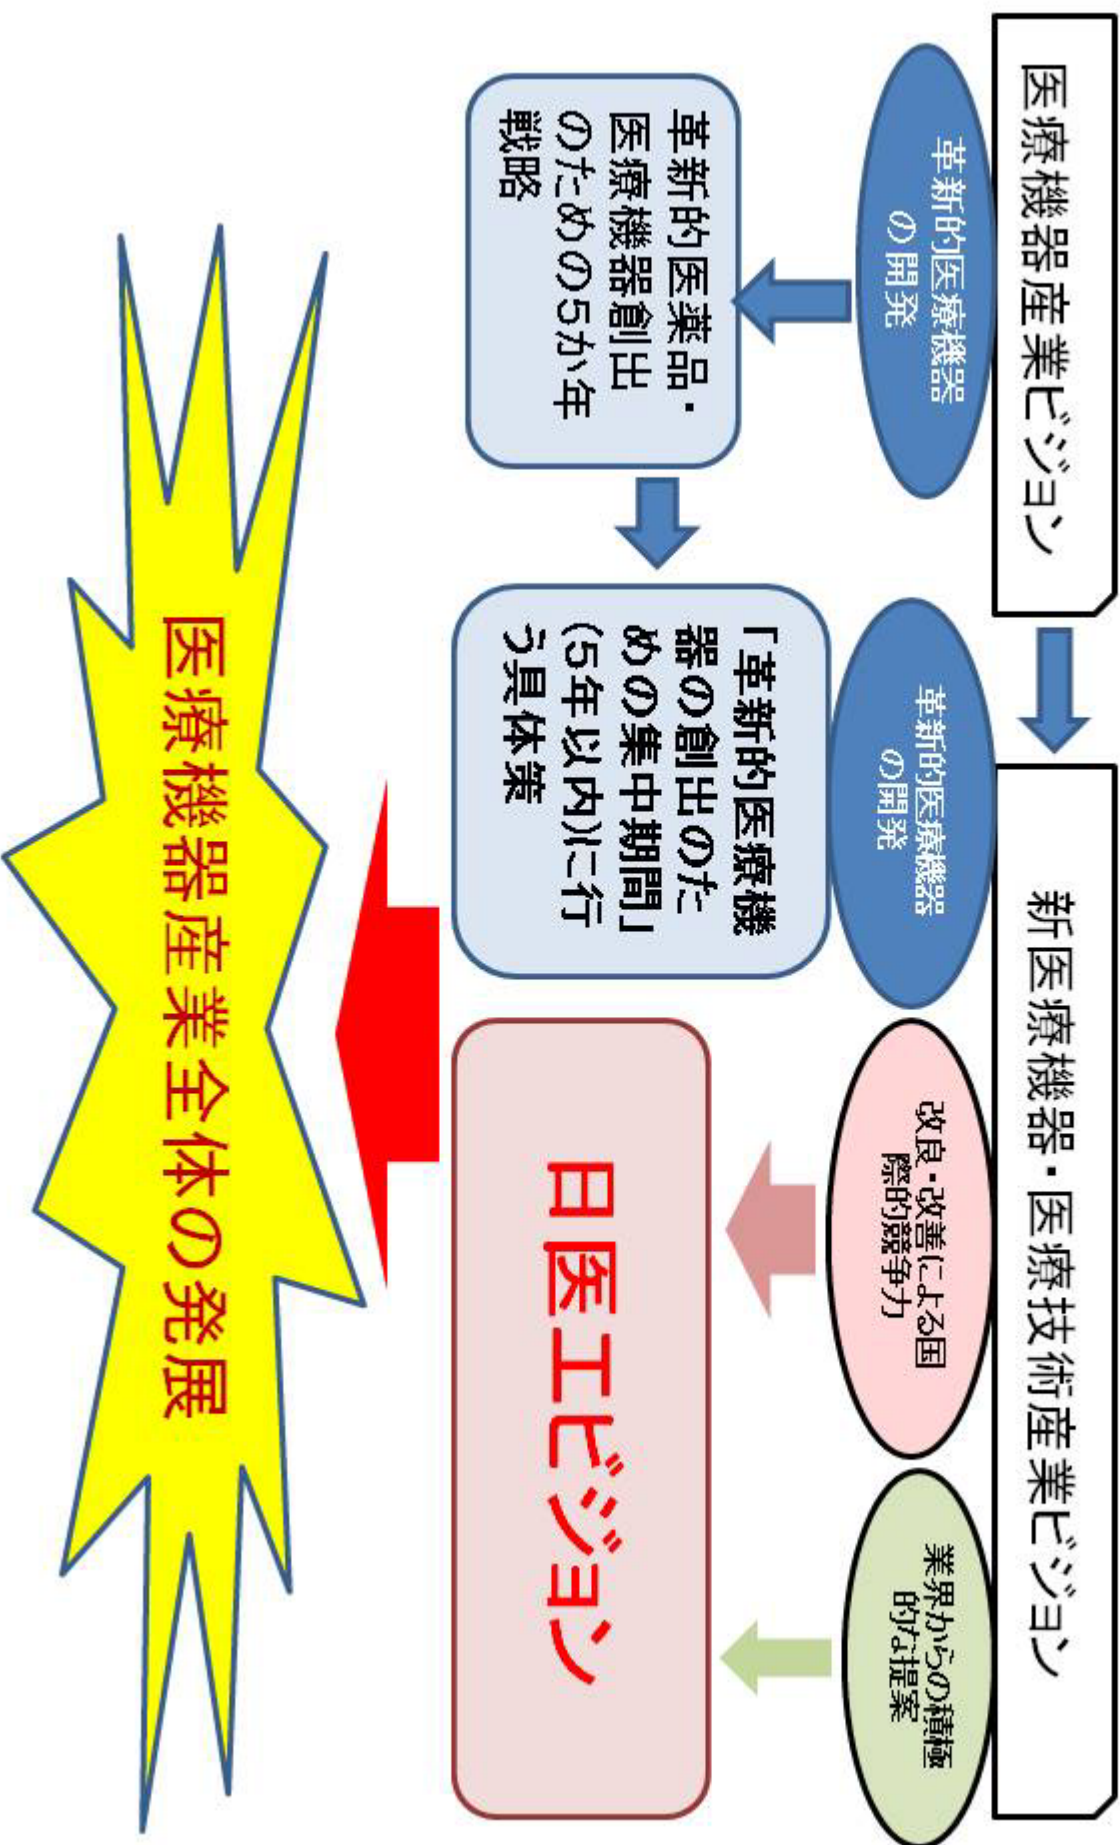 医療機器産業ビジョン
新医療機器・医療技術産業ビジョン
革新的医療機器
の開発
革新的医療機器
の開発
改良・改善による国
際的競争力
業界からの積極
的な提案
革新的医薬品・
医療機器創出
のための5か年
戦略
「革新的医療機
器の創出のた
めの集中期間」
(5年以内)に行
う具体策
日医工ビジョン
医療機器産業全体の発展